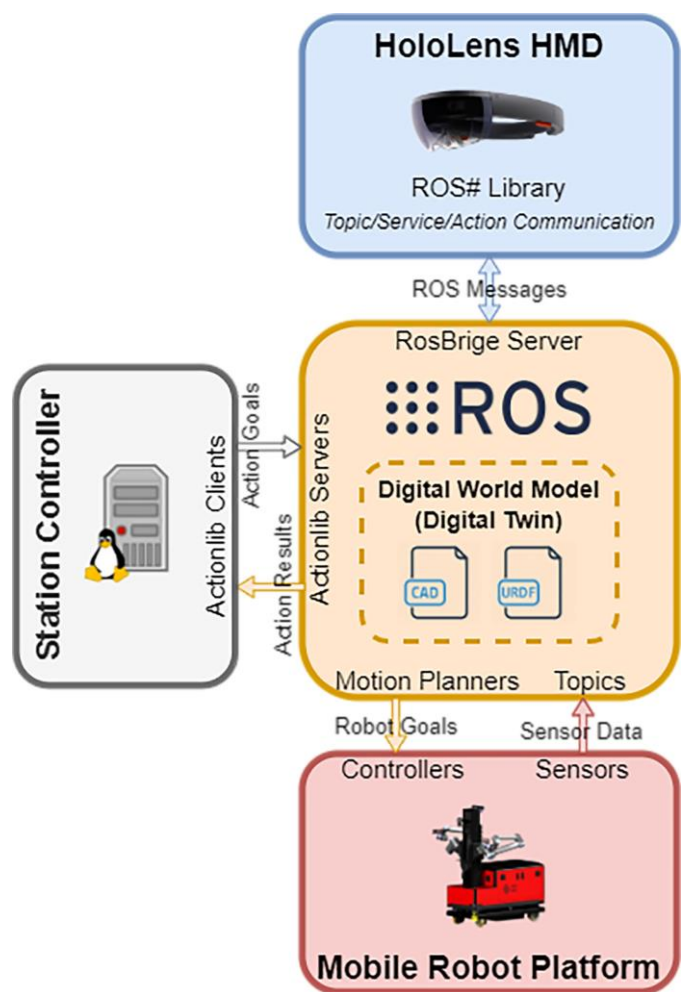 HoloLens HMD
ROS# Library
Topic/Service/Action Communication
ROS Messages
RosBrige Server
ROS
Digital World Model
(Digital Twin)
CAD
URDF
Station Controller
Actionlib Clients
Action Goals
Action Results
Actionlib Servers
Motion Planners
Topics
Robot Goals
Sensor Data
Controllers
Sensors
Mobile Robot Platform